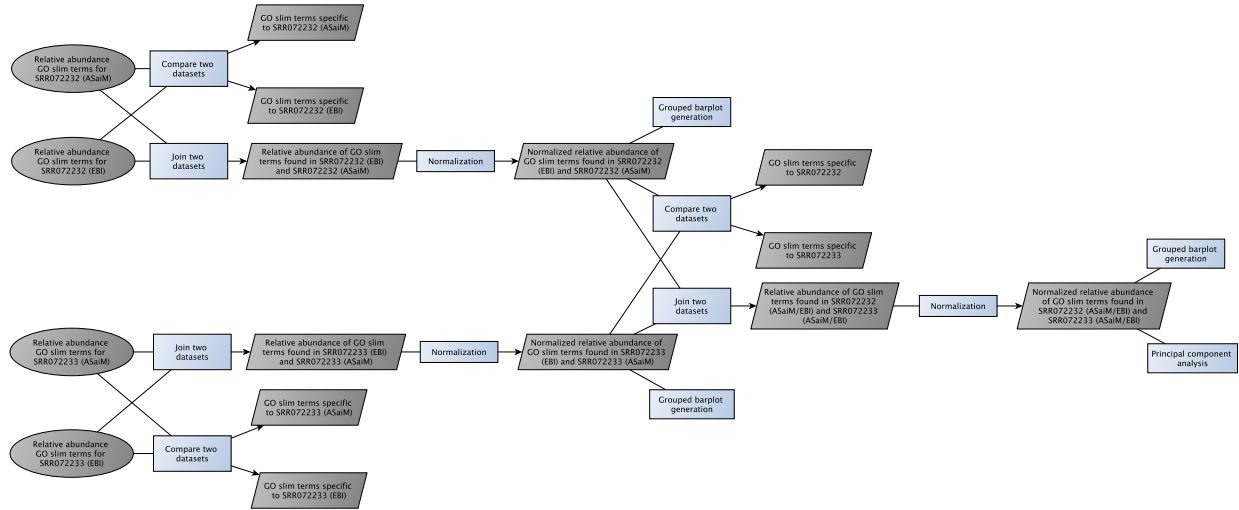 GO slim terms specific
to SRR072232 (ASaiM)
Relative abundance
GO slim terms for
SRR072232 (ASaiM)
Compare two
datasets
GO slim terms specific
to SRR072232 (EBI)
Relative abundance
GO slim terms for
SRR072232 (EBI)
Join two
datasets
Relative abundance of GO slim
terms found in SRR072232 (EBI)
and SRR072232 (ASaiM)
Normalization
Normalized relative abundance of
GO slim terms found in SRR072232
(EBI) and SRR072232 (ASaiM)
Grouped barplot
generation
Compare two
datasets
GO slim terms specific
to SRR072232
GO slim terms specific
to SRR072233
Join two
datasets
Relative abundance of GO slim
terms found in SRR072232
(ASaiM/EBI) and SRR072233
(ASaiM/EBI)
Normalization
Normalized relative abundance
of GO slim terms found in
SRR072232 (ASaiM/EBI) and
SRR072233 (ASaiM/EBI)
Grouped barplot
generation
Principal component
analysis
Relative abundance
GO slim terms for
SRR072233 (ASaiM)
Join two
datasets
Relative abundance of GO slim
terms found in SRR072233 (EBI)
and SRR072233 (ASaiM)
Normalization
Normalized relative abundance of
GO slim terms found in SRR072233
(EBI) and SRR072233 (ASaiM)
Grouped barplot
generation
GO slim terms specific
to SRR072233 (ASaiM)
Relative abundance
GO slim terms for
SRR072233 (EBI)
Compare two
datasets
GO slim terms specific
to SRR072233 (EBI)